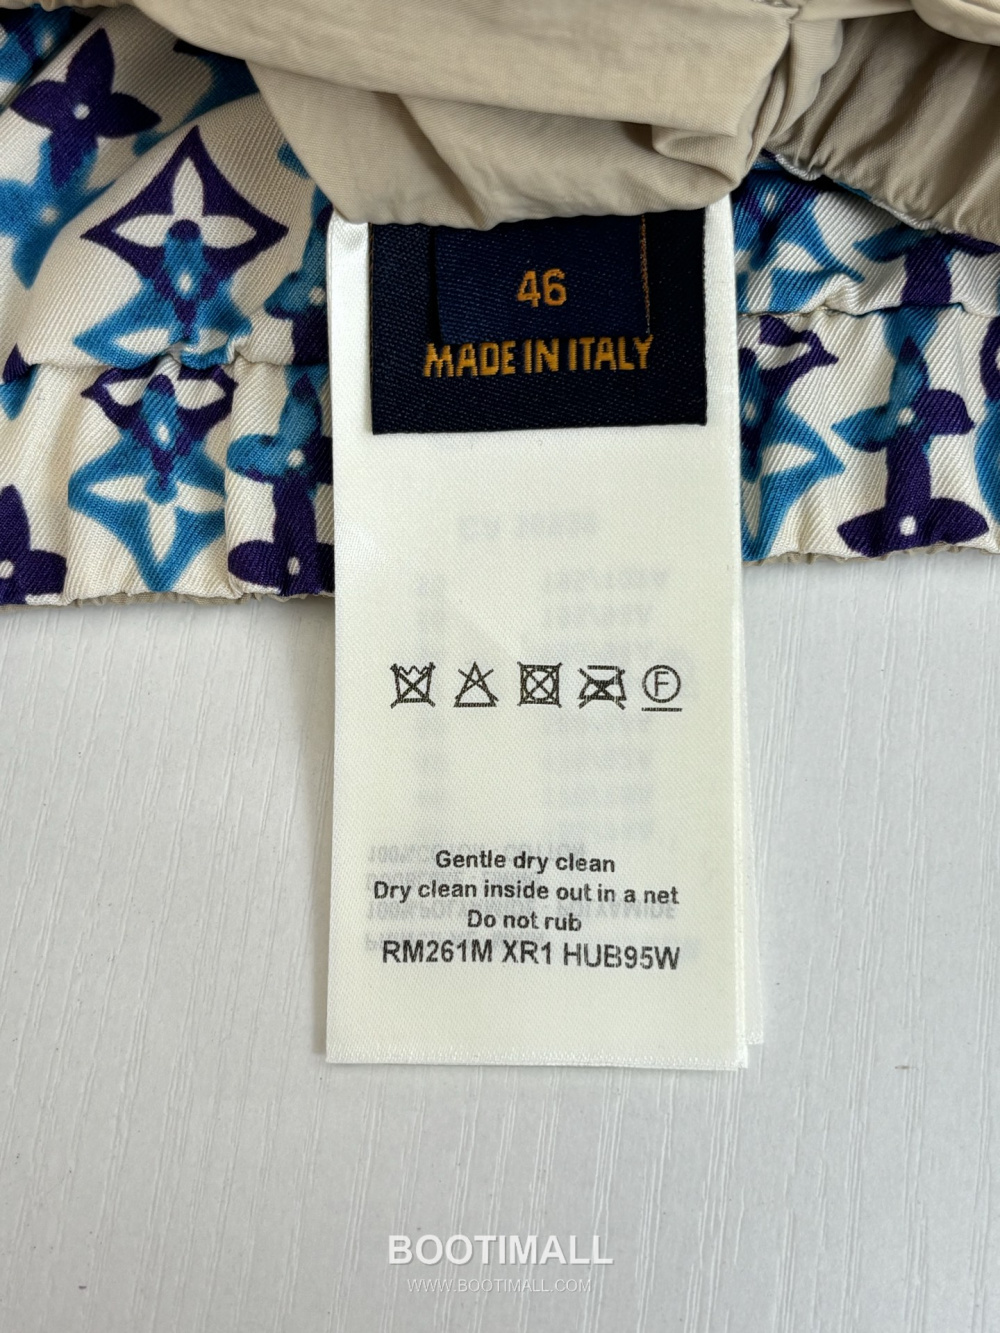 46
MADE IN ITALY
F
Gentle dry clean
Dry clean inside out in a net
Do not rub
RM261M XR1 HUB95W
BOOTIMALL
WWW.BOOTIMALL.COM